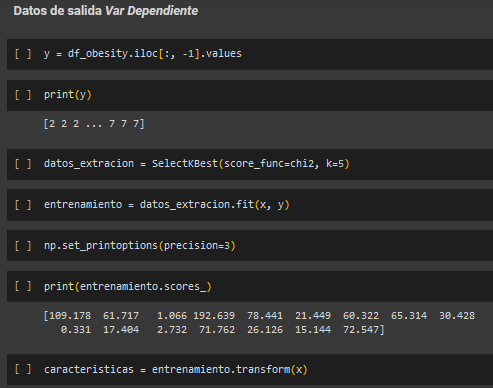 Datos de salida Var Dependiente
[ ] y = df_obesity.iloc[:, -1].values
[ ] print(y)
[2 2 2 ... 7 7 7]
[ ] datos_extracion = SelectKBest(score_func=chi2, k=5)
[ ] entrenamiento = datos_extracion.fit(x, y)
[ ] np.set_printoptions(precision=3)
[ ] print(entrenamiento.scores_)
[109.178 61.717 1.066 192.639 78.441 21.449 60.322 65.314 30.428
0.331 17.404 2.732 71.762 26.126 15.144 72.547]
[ ] caracteristicas = entrenamiento.transform(x)